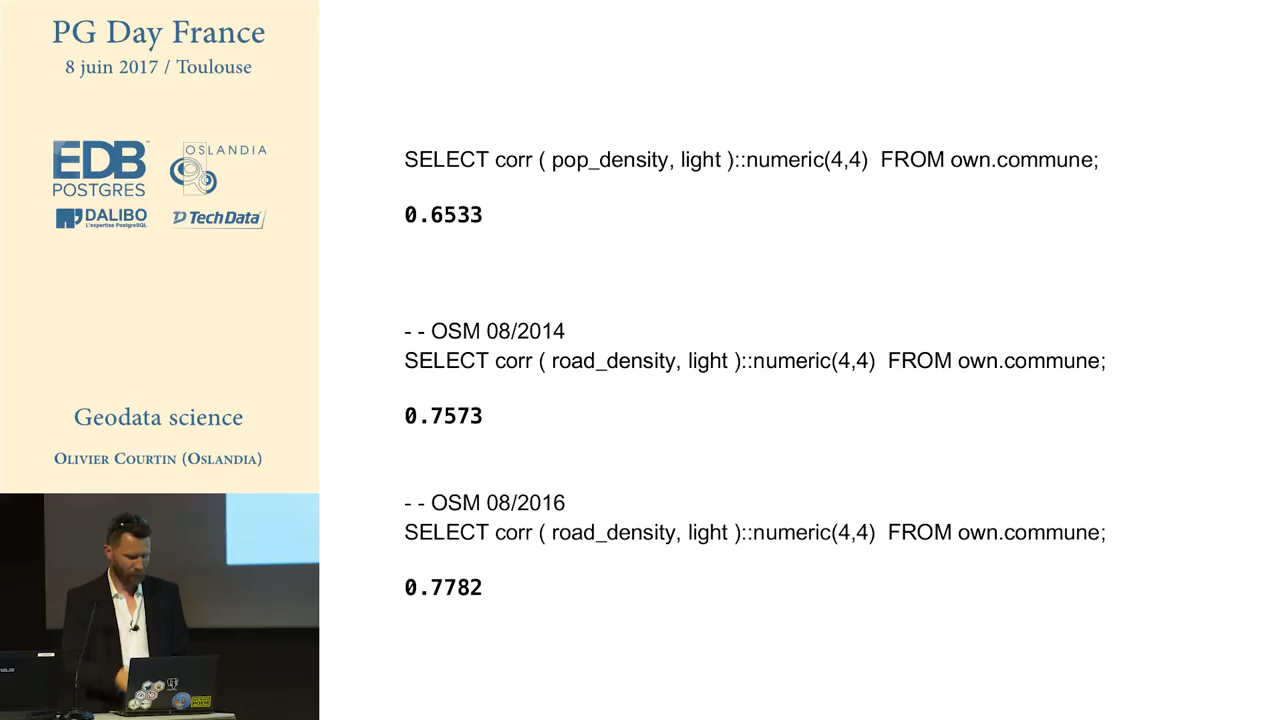 PG Day France
8 juin 2017 / Toulouse
EDB
POSTGRES
OSLANDIA
DALIBO
L'expertise PostgreSQL
TechData
Geodata science
Olivier Courtin (Oslandia)
SELECT corr ( pop_density, light )::numeric(4,4) FROM own.commune;
0.6533
- - OSM 08/2014
SELECT corr ( road_density, light )::numeric(4,4) FROM own.commune;
0.7573
- - OSM 08/2016
SELECT corr ( road_density, light )::numeric(4,4) FROM own.commune;
0.7782